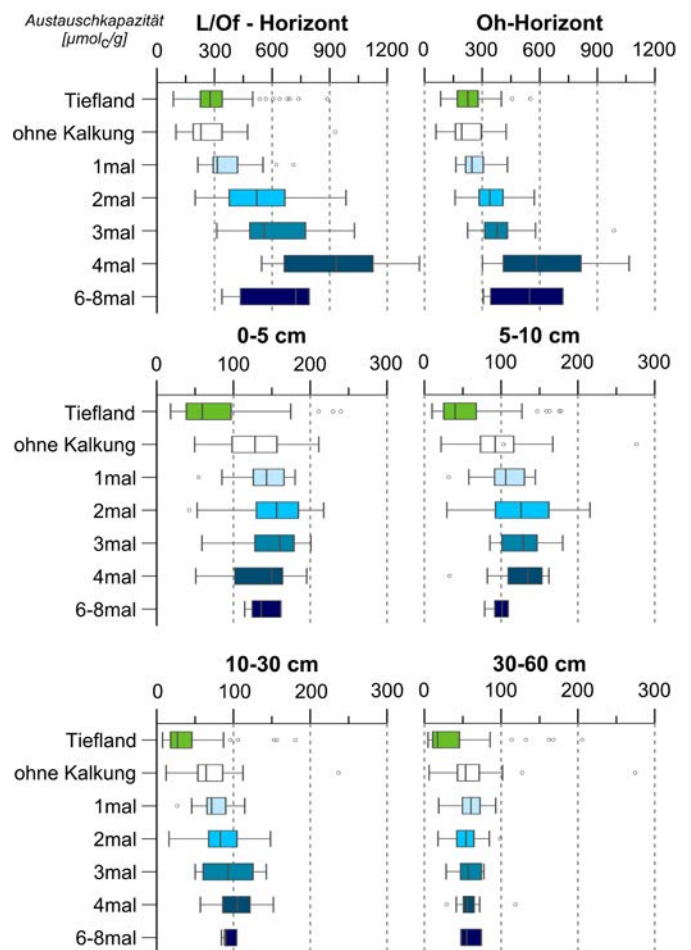 Austauschkapazität
[µmolc/g]
L/Of - Horizont
Oh-Horizont
0 300 600 900 1200
0 300 600 900 1200
Tiefland
ohne Kalkung
1mal
2mal
3mal
4mal
6-8mal
0-5 cm
5-10 cm
0 100 200 300
0 100 200 300
Tiefland
ohne Kalkung
1mal
2mal
3mal
4mal
6-8mal
10-30 cm
30-60 cm
0 100 200 300
0 100 200 300
Tiefland
ohne Kalkung
1mal
2mal
3mal
4mal
6-8mal